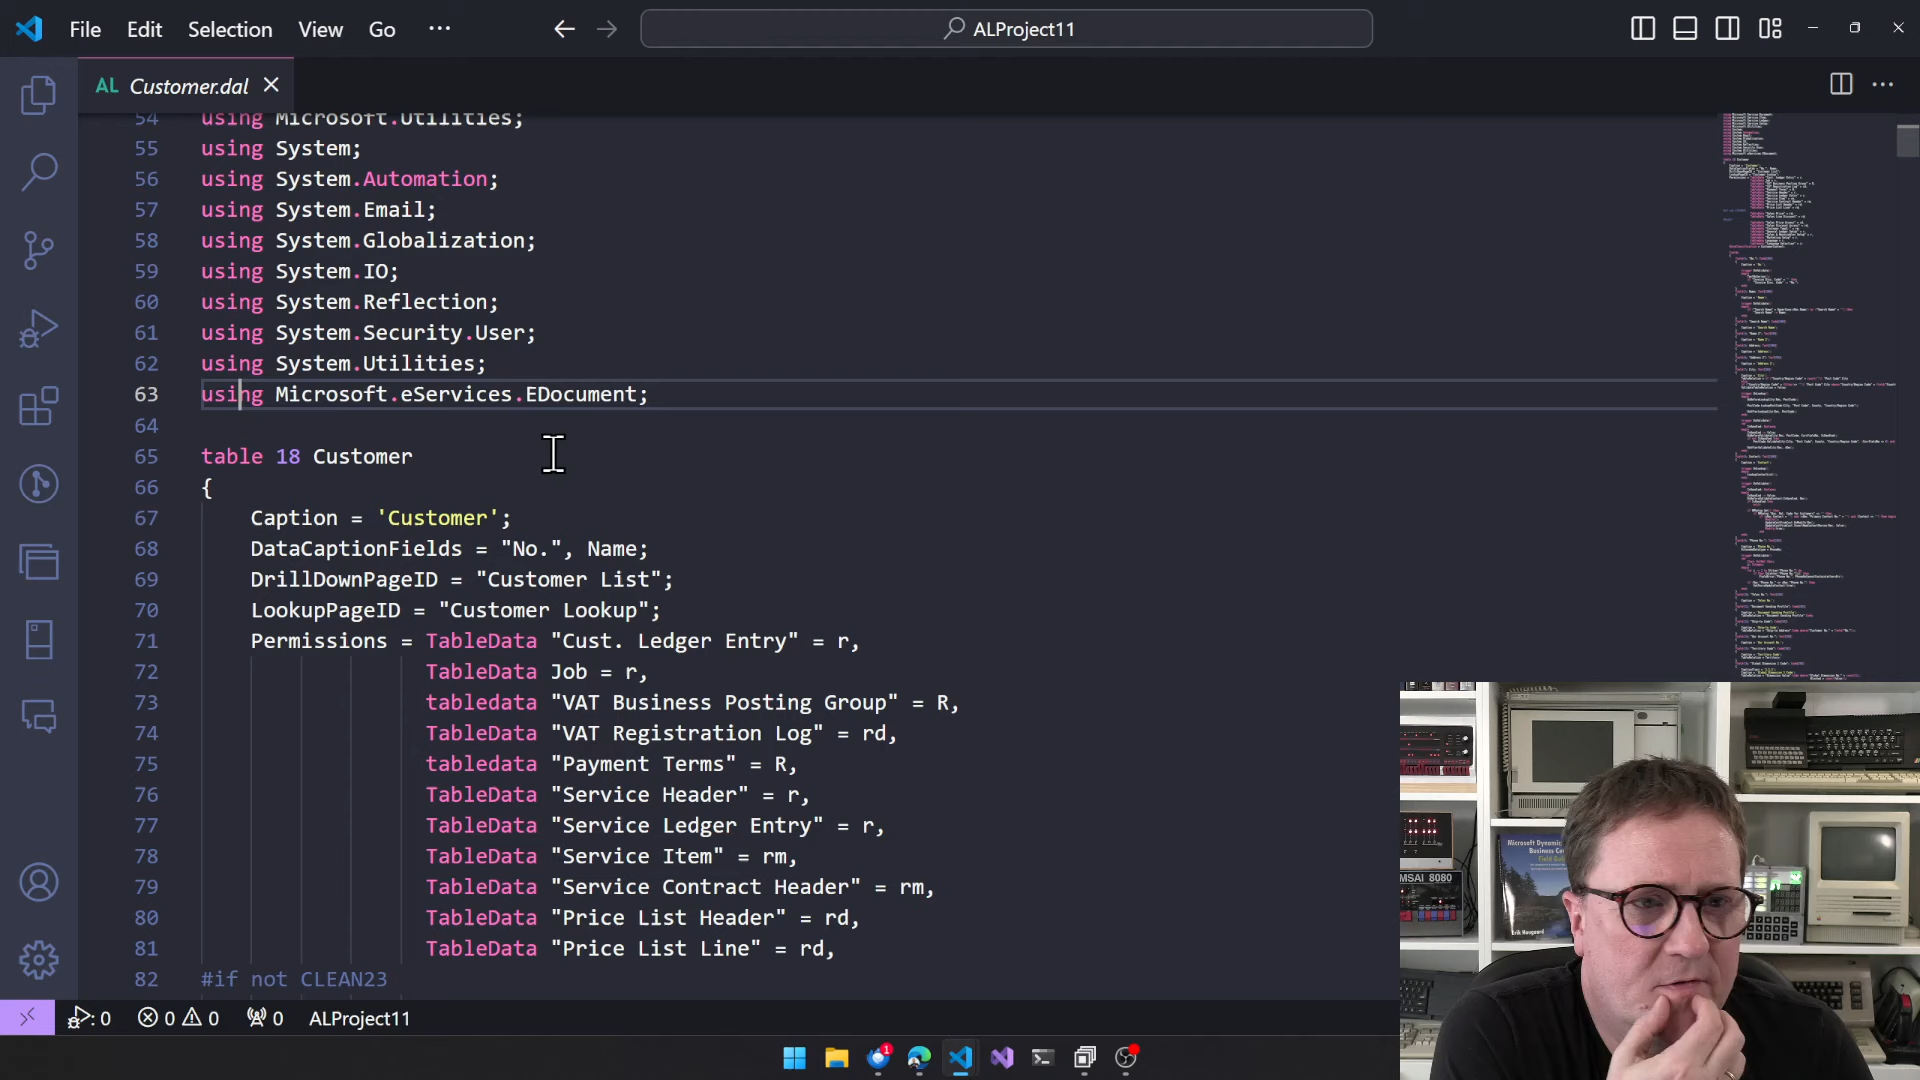 File Edit Selection View Go ··· ALProject11
AL Customer.dal
54 using Microsoft.Utilities;
55 using System;
56 using System.Automation;
57 using System.Email;
58 using System.Globalization;
59 using System.IO;
60 using System.Reflection;
61 using System.Security.User;
62 using System.Utilities;
63 using Microsoft.eServices.EDocument;
64
65 table 18 Customer
66 {
67 Caption = 'Customer';
68 DataCaptionFields = "No.", Name;
69 DrillDownPageID = "Customer List";
70 LookupPageID = "Customer Lookup";
71 Permissions = TableData "Cust. Ledger Entry" = r,
72 TableData Job = r,
73 tabledata "VAT Business Posting Group" = R,
74 TableData "VAT Registration Log" = rd,
75 tabledata "Payment Terms" = R,
76 TableData "Service Header" = r,
77 TableData "Service Ledger Entry" = r,
78 TableData "Service Item" = rm,
79 TableData "Service Contract Header" = rm,
80 TableData "Price List Header" = rd,
81 TableData "Price List Line" = rd,
82 #if not CLEAN23
: 0 0 0 0 ALProject11
1
Microsoft Dynamic
Business
Erik Hougaard
IMSAI 8080